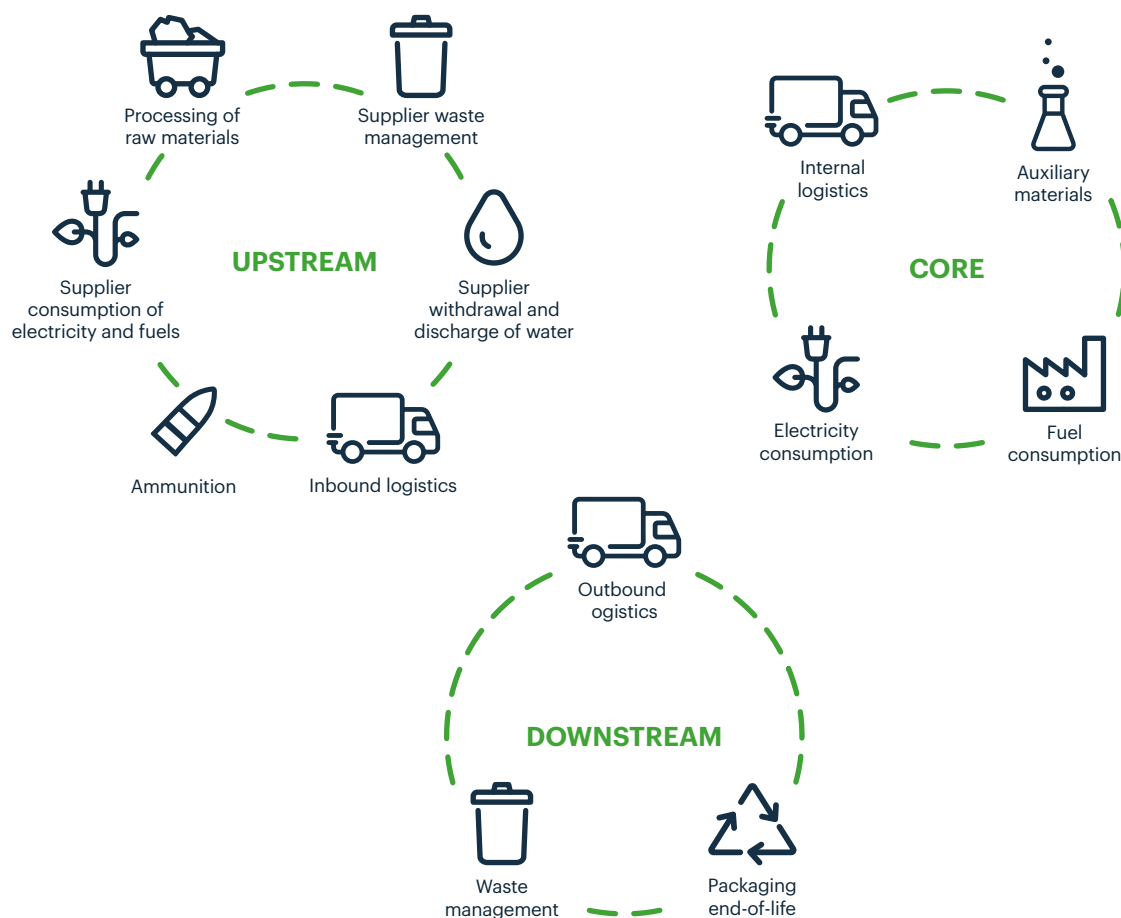 Processing of
raw materials
Supplier waste
management
Supplier
consumption of
electricity and fuels
UPSTREAM
Supplier
withdrawal and
discharge of water
Ammunition
Inbound logistics
Internal
logistics
Auxiliary
materials
CORE
Electricity
consumption
Fuel
consumption
Outbound
ogistics
DOWNSTREAM
Waste
management
Packaging
end-of-life